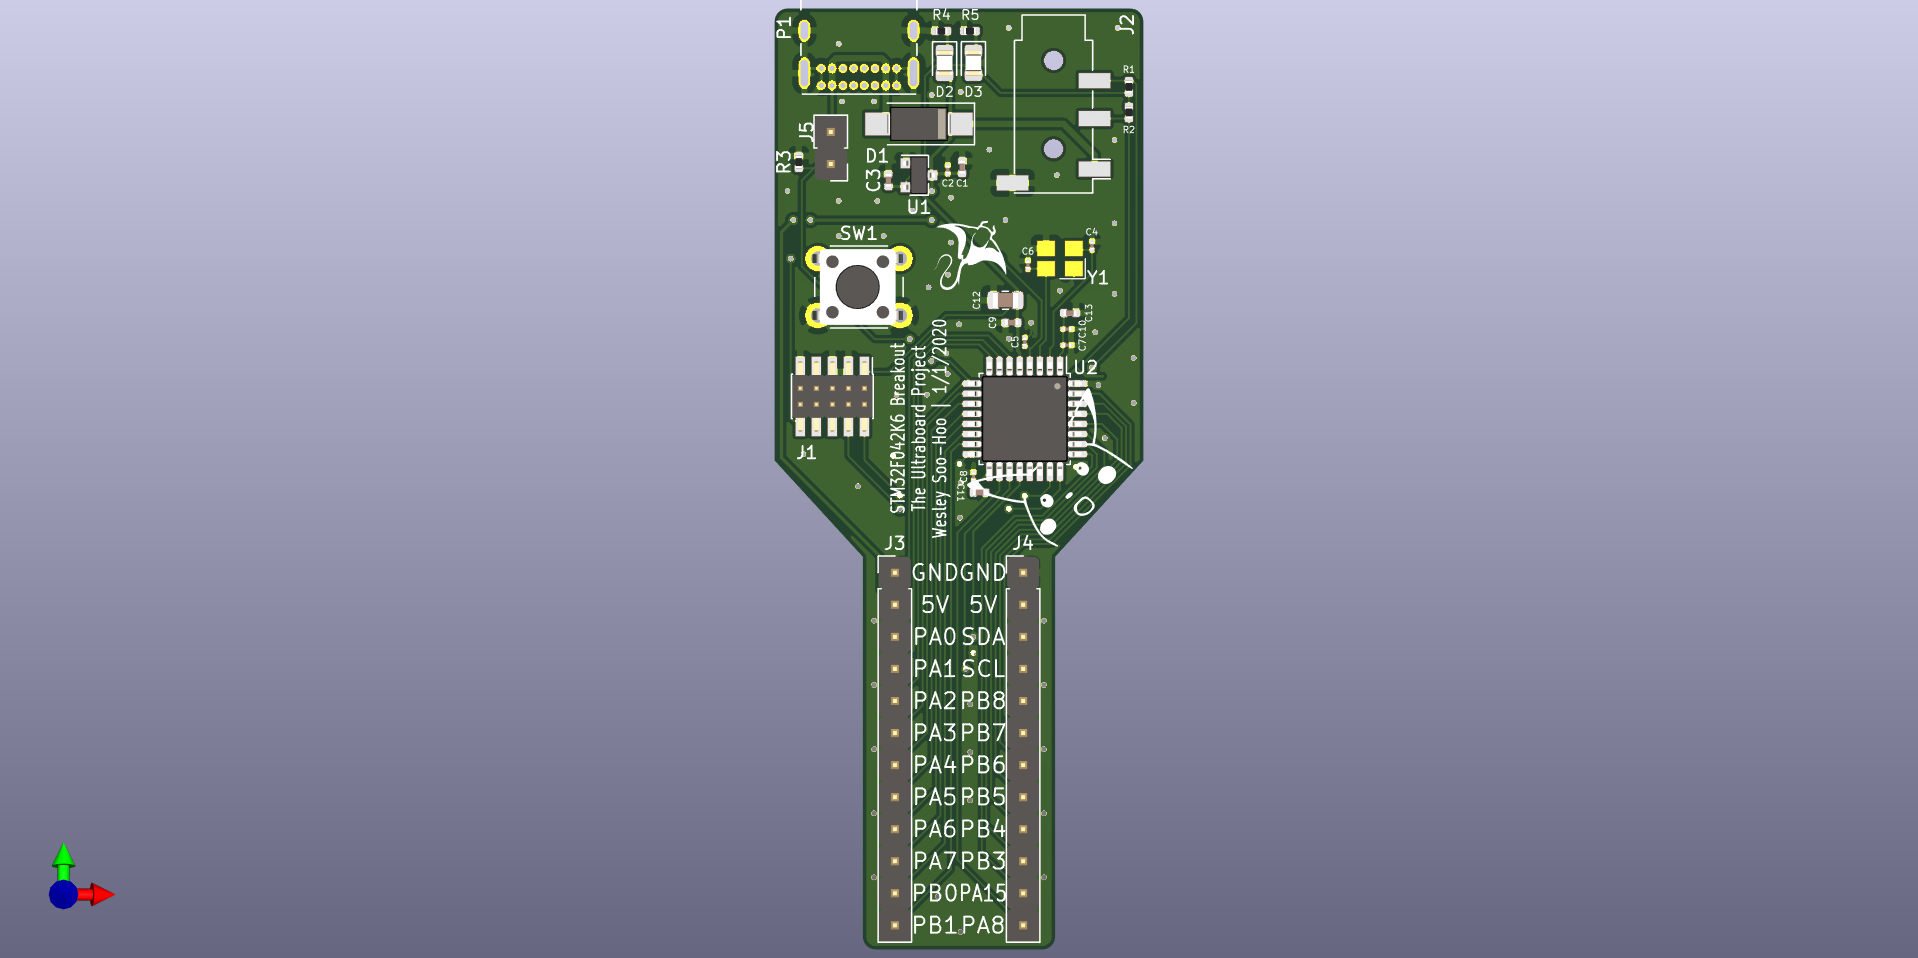 P1
R4
R5
J2
R1
D2
D3
R2
J5
R3
D1
C3
C2
C1
U1
SW1
C4
C6
Y1
C12
C9
C13
C10
C5
C7
U2
STM32F042K6 Breakout
The Ultraboard Project
Wesley Soo-Hoo | 1/1/2020
J1
C8
C11
J3
J4
GND GND
5V 5V
PA0 SDA
PA1 SCL
PA2 PB8
PA3 PB7
PA4 PB6
PA5 PB5
PA6 PB4
PA7 PB3
PB0 PA15
PB1 PA8